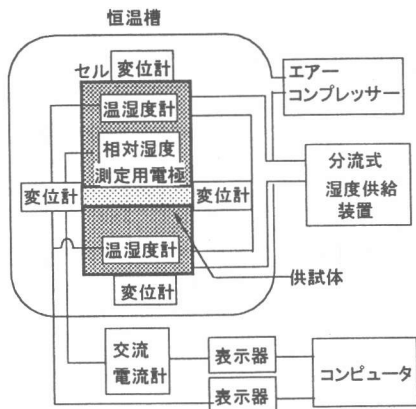 恒温槽
セル
変位計
温湿度計
相対湿度
測定用電極
変位計
変位計
温湿度計
変位計
供試体
エアー
コンプレッサー
分流式
湿度供給
装置
交流
電流計
表示器
表示器
コンピュータ